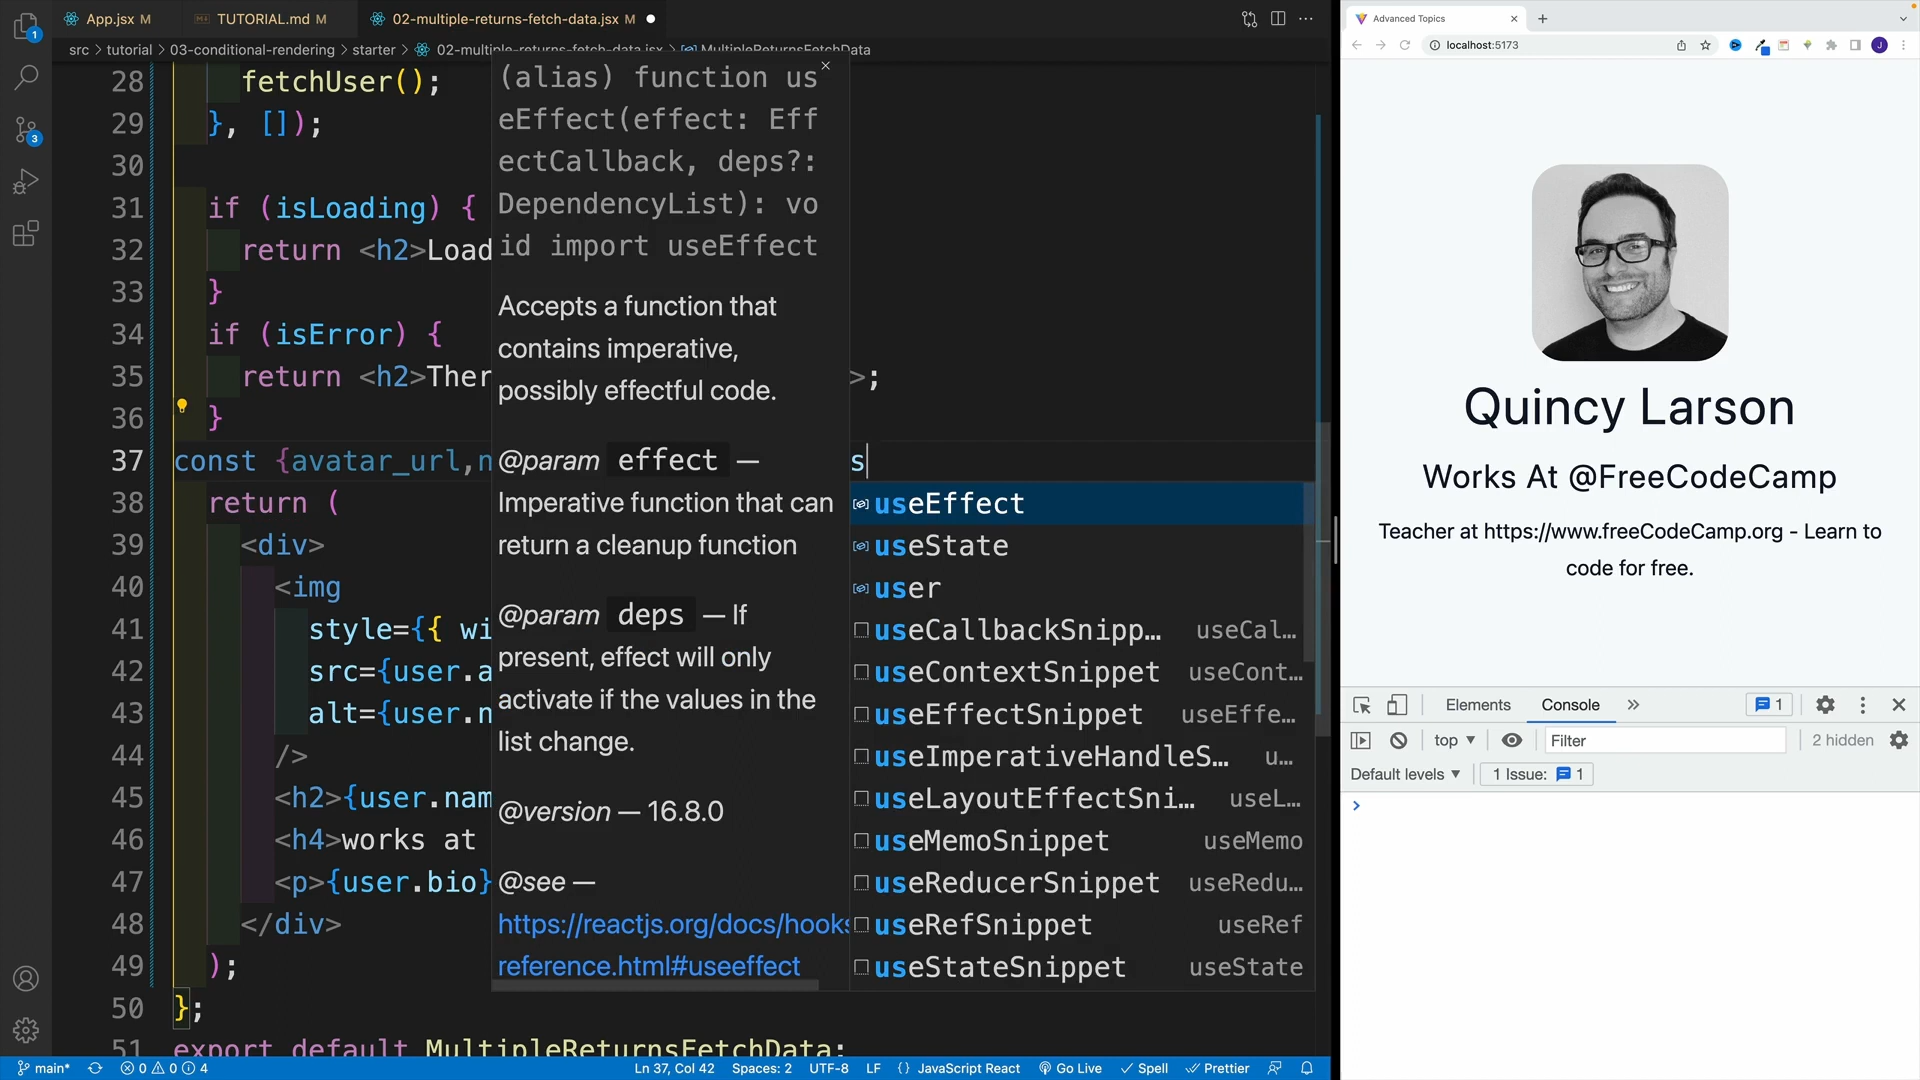 App.jsx M
TUTORIAL.md M
02-multiple-returns-fetch-data.jsx M
src > tutorial > 03-conditional-rendering > starter > 02-multiple-returns-fetch-data.jsx > MultipleReturnsFetchData
28 fetchUser();
29 }, []);
30
31 if (isLoading) {
32 return <h2>Load
33 }
34 if (isError) {
35 return <h2>Ther >;
36 }
37 const {avatar_url,n s
38 return (
39 <div>
40 <img
41 style={{ wi
42 src={user.a
43 alt={user.n
44 />
45 <h2>{user.nam
46 <h4>works at
47 <p>{user.bio}
48 </div>
49 );
50 };
51 export default MultipleReturnsFetchData;
(alias) function us
eEffect(effect: Eff
ectCallback, deps?:
DependencyList): vo
id import useEffect
Accepts a function that
contains imperative,
possibly effectful code.
@param effect —
Imperative function that can
return a cleanup function
@param deps — If
present, effect will only
activate if the values in the
list change.
@version — 16.8.0
@see —
https://reactjs.org/docs/hooks
reference.html#useeffect
useEffect
useState
user
useCallbackSnipp… useCal…
useContextSnippet useCont…
useEffectSnippet useEffe…
useImperativeHandleS… u…
useLayoutEffectSni… useL…
useMemoSnippet useMemo
useReducerSnippet useRedu…
useRefSnippet useRef
useStateSnippet useState
1
3
main*
0 0 4
Ln 37, Col 42
Spaces: 2
UTF-8
LF
{} JavaScript React
Go Live
Spell
Prettier
Advanced Topics
localhost:5173
J
Quincy Larson
Works At @FreeCodeCamp
Teacher at https://www.freeCodeCamp.org - Learn to
code for free.
Elements
Console
1
top
Filter
2 hidden
Default levels
1 Issue: 1